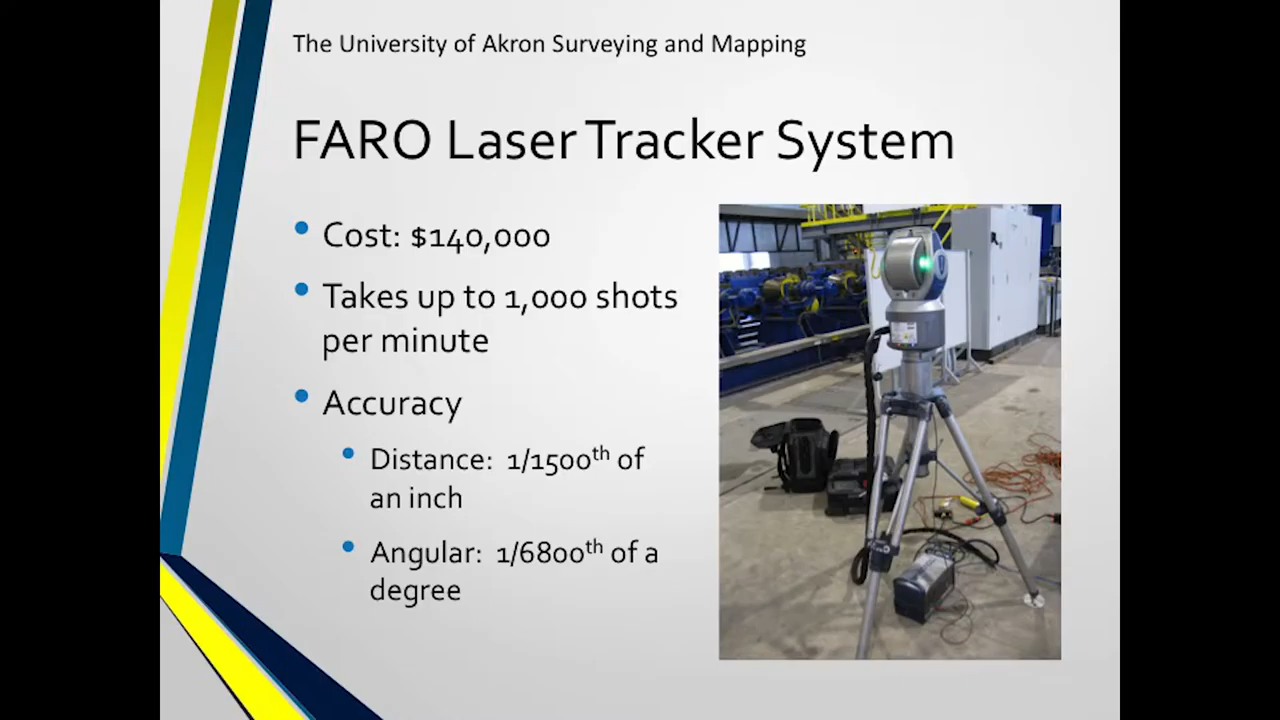 The University of Akron Surveying and Mapping
FARO Laser Tracker System
• Cost: $140,000
• Takes up to 1,000 shots
per minute
• Accuracy
• Distance: 1/1500th of
an inch
• Angular: 1/6800th of a
degree